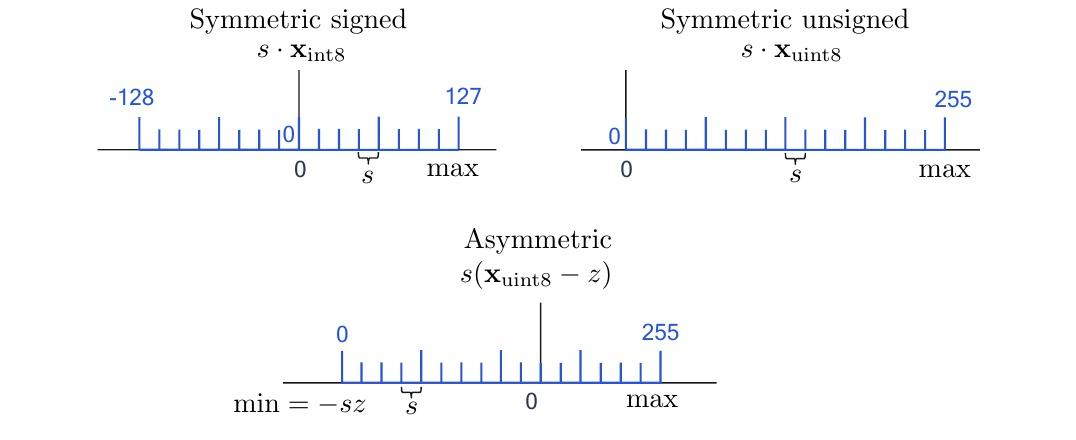 Symmetric signed
s · x_int8
-128
127
0
0
s
max
Symmetric unsigned
s · x_uint8
255
0
0
s
max
Asymmetric
s(x_uint8 − z)
0
255
min = −sz
s
0
max